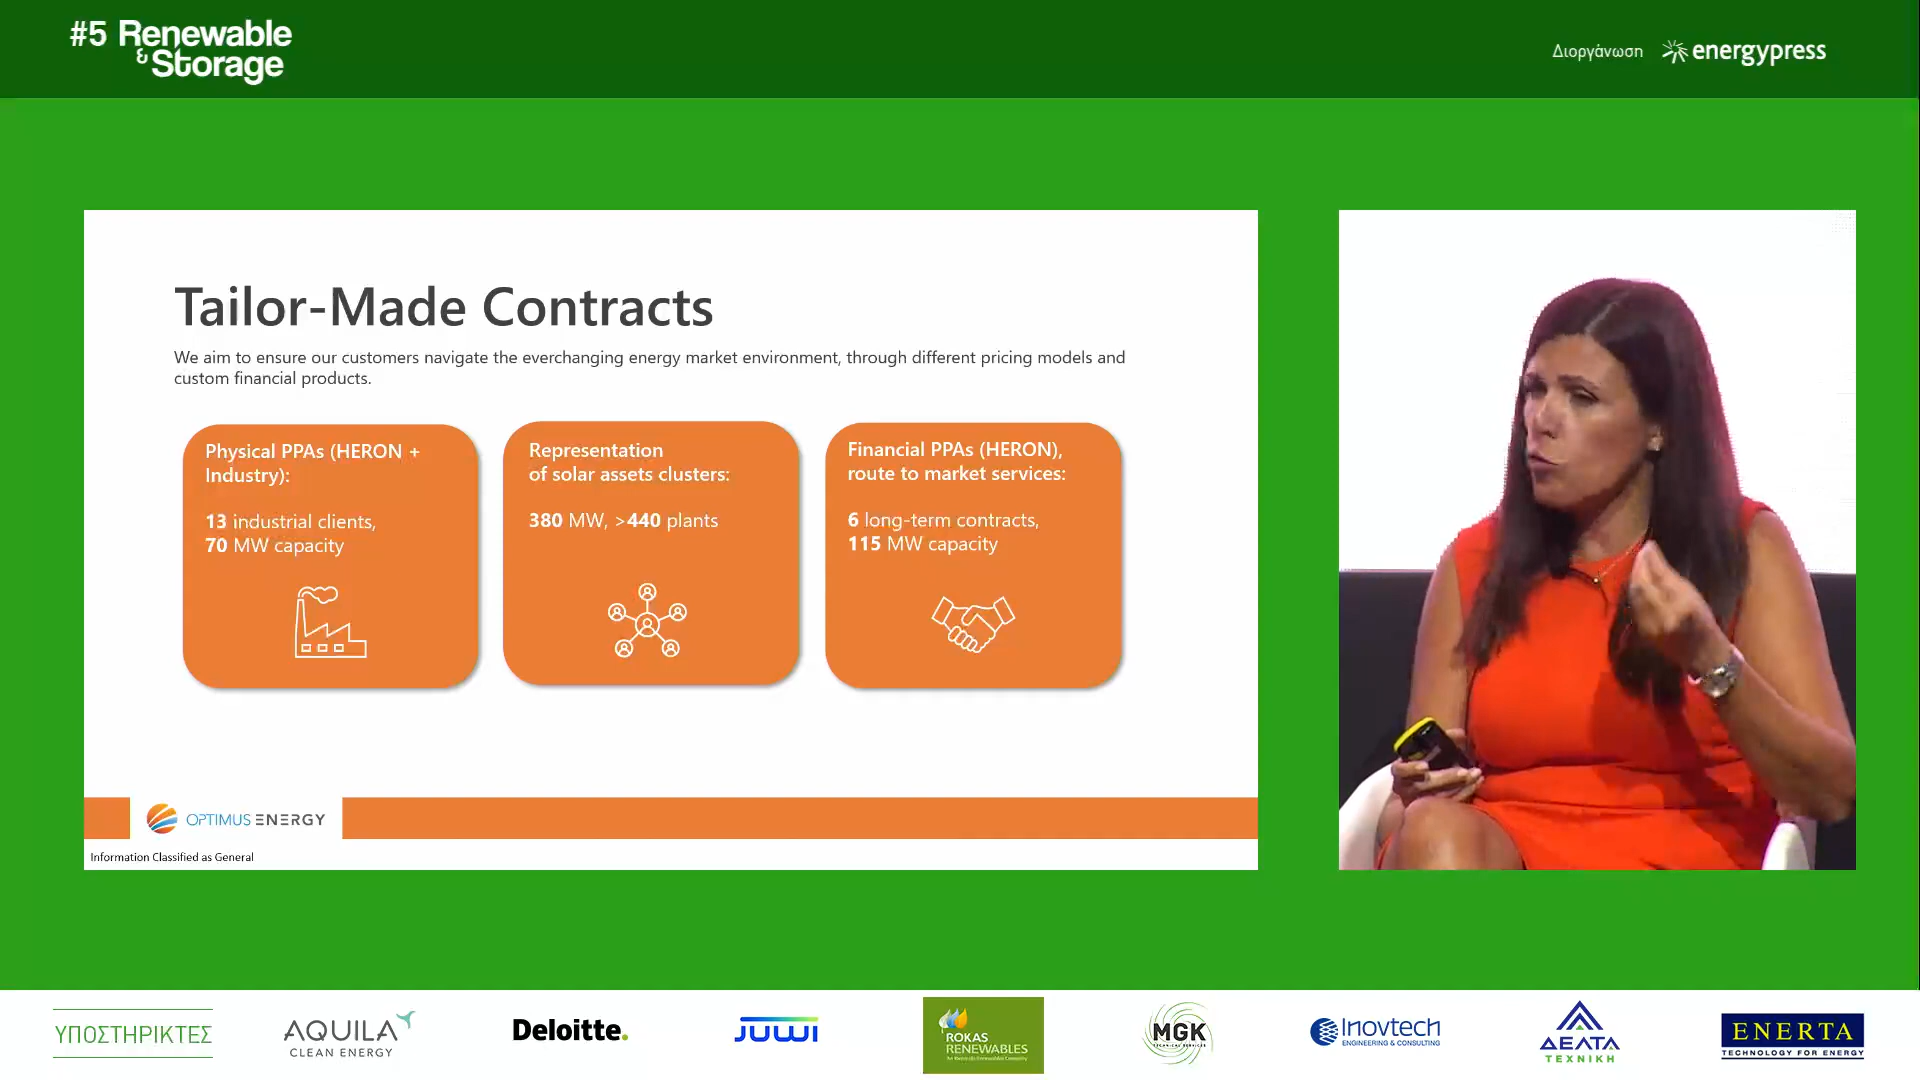 #5 Renewable
& Storage
Διοργάνωση energypress
Tailor-Made Contracts
We aim to ensure our customers navigate the everchanging energy market environment, through different pricing models and
custom financial products.
Physical PPAs (HERON +
Industry):
13 industrial clients,
70 MW capacity
Representation
of solar assets clusters:
380 MW, >440 plants
Financial PPAs (HERON),
route to market services:
6 long-term contracts,
115 MW capacity
OPTIMUS ENERGY
Information Classified as General
ΥΠΟΣΤΗΡΙΚΤΕΣ
AQUILA
CLEAN ENERGY
Deloitte.
JUWI
ROKAS
RENEWABLES
MGK
TECHNICAL SERVICES
Inovtech
ENGINEERING & CONSULTING
ΔΕΛΤΑ
ΤΕΧΝΙΚΗ
ENERTA
TECHNOLOGY FOR ENERGY